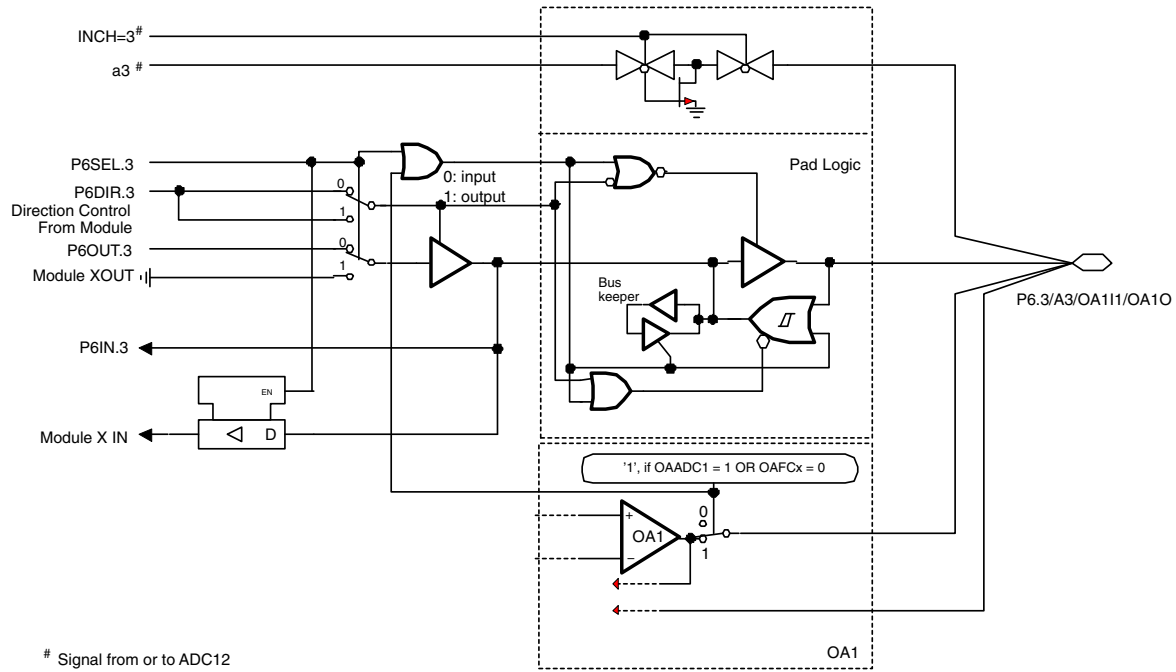 INCH=3#
a3 #
P6SEL.3
P6DIR.3
Direction Control
From Module
P6OUT.3
Module XOUT
P6IN.3
Module X IN
0
1
0
1
0: input
1: output
EN
D
Pad Logic
Bus
keeper
P6.3/A3/OA1I1/OA1O
'1', if OAADC1 = 1 OR OAFCx = 0
+
OA1
−
0
1
OA1
# Signal from or to ADC12